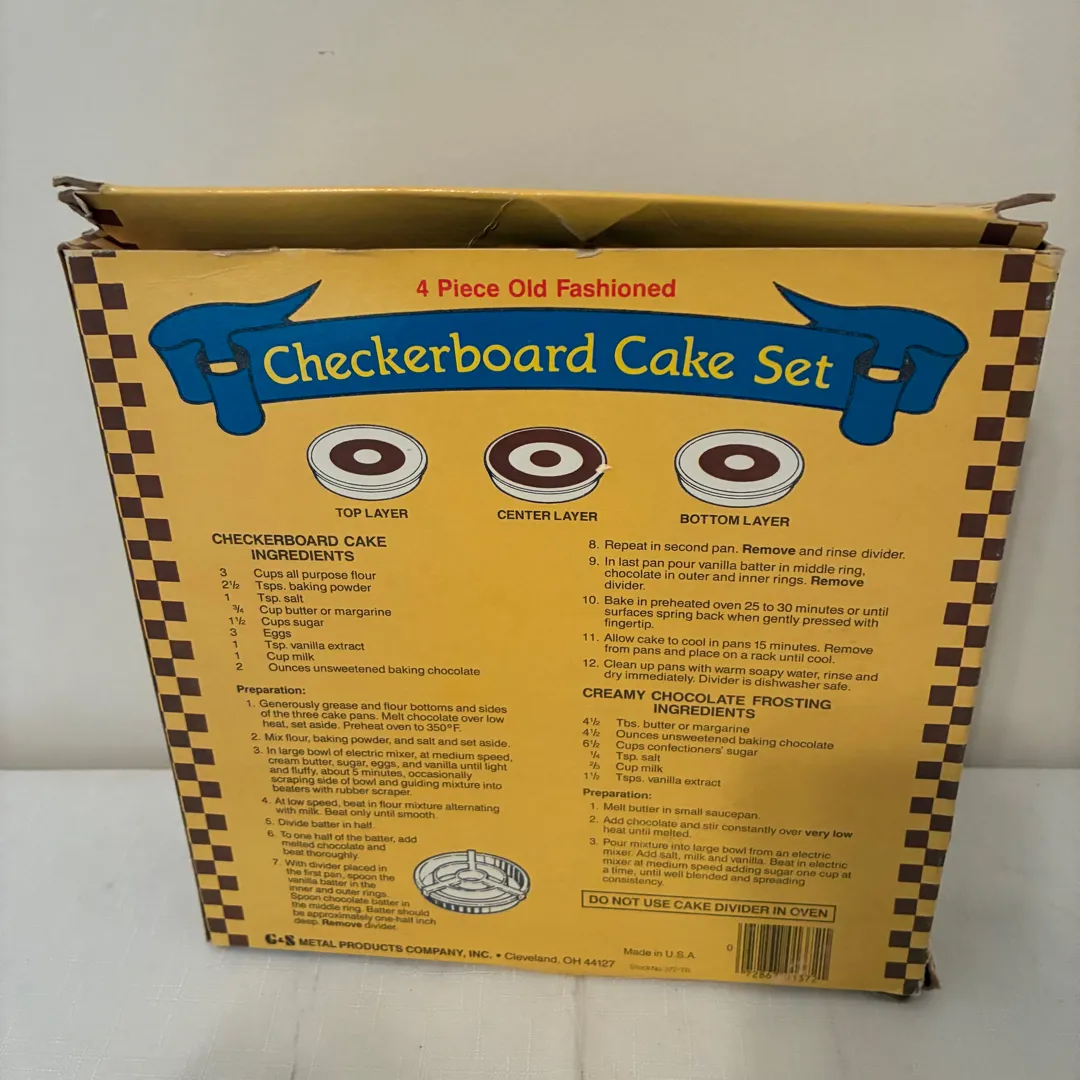 4 Piece Old Fashioned
Checkerboard Cake Set
TOP LAYER
CENTER LAYER
BOTTOM LAYER
CHECKERBOARD CAKE
INGREDIENTS
3 Cups all purpose flour
2½ Tsps. baking powder
1 Tsp. salt
¾ Cup butter or margarine
1½ Cups sugar
3 Eggs
1 Tsp. vanilla extract
1 Cup milk
2 Ounces unsweetened baking chocolate
Preparation:
1. Generously grease and flour bottoms and sides
of the three cake pans. Melt chocolate over low
heat, set aside. Preheat oven to 350°F.
2. Mix flour, baking powder, and salt and set aside.
3. In large bowl of electric mixer, at medium speed,
cream butter, sugar, eggs, and vanilla until light
and fluffy, about 5 minutes, occasionally
scraping side of bowl and guiding mixture into
beaters with rubber scraper.
4. At low speed, beat in flour mixture alternating
with milk. Beat only until smooth.
5. Divide batter in half.
6. To one half of the batter, add
melted chocolate and
beat thoroughly.
7. With divider placed in
the first pan, spoon the
vanilla batter in the
inner and outer rings.
Spoon chocolate batter in
the middle ring. Batter should
be approximately one-half inch
deep. Remove divider.
8. Repeat in second pan. Remove and rinse divider.
9. In last pan pour vanilla batter in middle ring,
chocolate in outer and inner rings. Remove
divider.
10. Bake in preheated oven 25 to 30 minutes or until
surfaces spring back when gently pressed with
fingertip.
11. Allow cake to cool in pans 15 minutes. Remove
from pans and place on a rack until cool.
12. Clean up pans with warm soapy water, rinse and
dry immediately. Divider is dishwasher safe.
CREAMY CHOCOLATE FROSTING
INGREDIENTS
4½ Tbs. butter or margarine
4½ Ounces unsweetened baking chocolate
6½ Cups confectioners' sugar
¼ Tsp. salt
⅔ Cup milk
1½ Tsps. vanilla extract
Preparation:
1. Melt butter in small saucepan.
2. Add chocolate and stir constantly over very low
heat until melted.
3. Pour mixture into large bowl from an electric
mixer. Add salt, milk and vanilla. Beat in electric
mixer at medium speed adding sugar one cup at
a time, until well blended and spreading
consistency.
DO NOT USE CAKE DIVIDER IN OVEN
G&S METAL PRODUCTS COMPANY, INC. • Cleveland, OH 44127
Made in U.S.A.
Stock No.
0